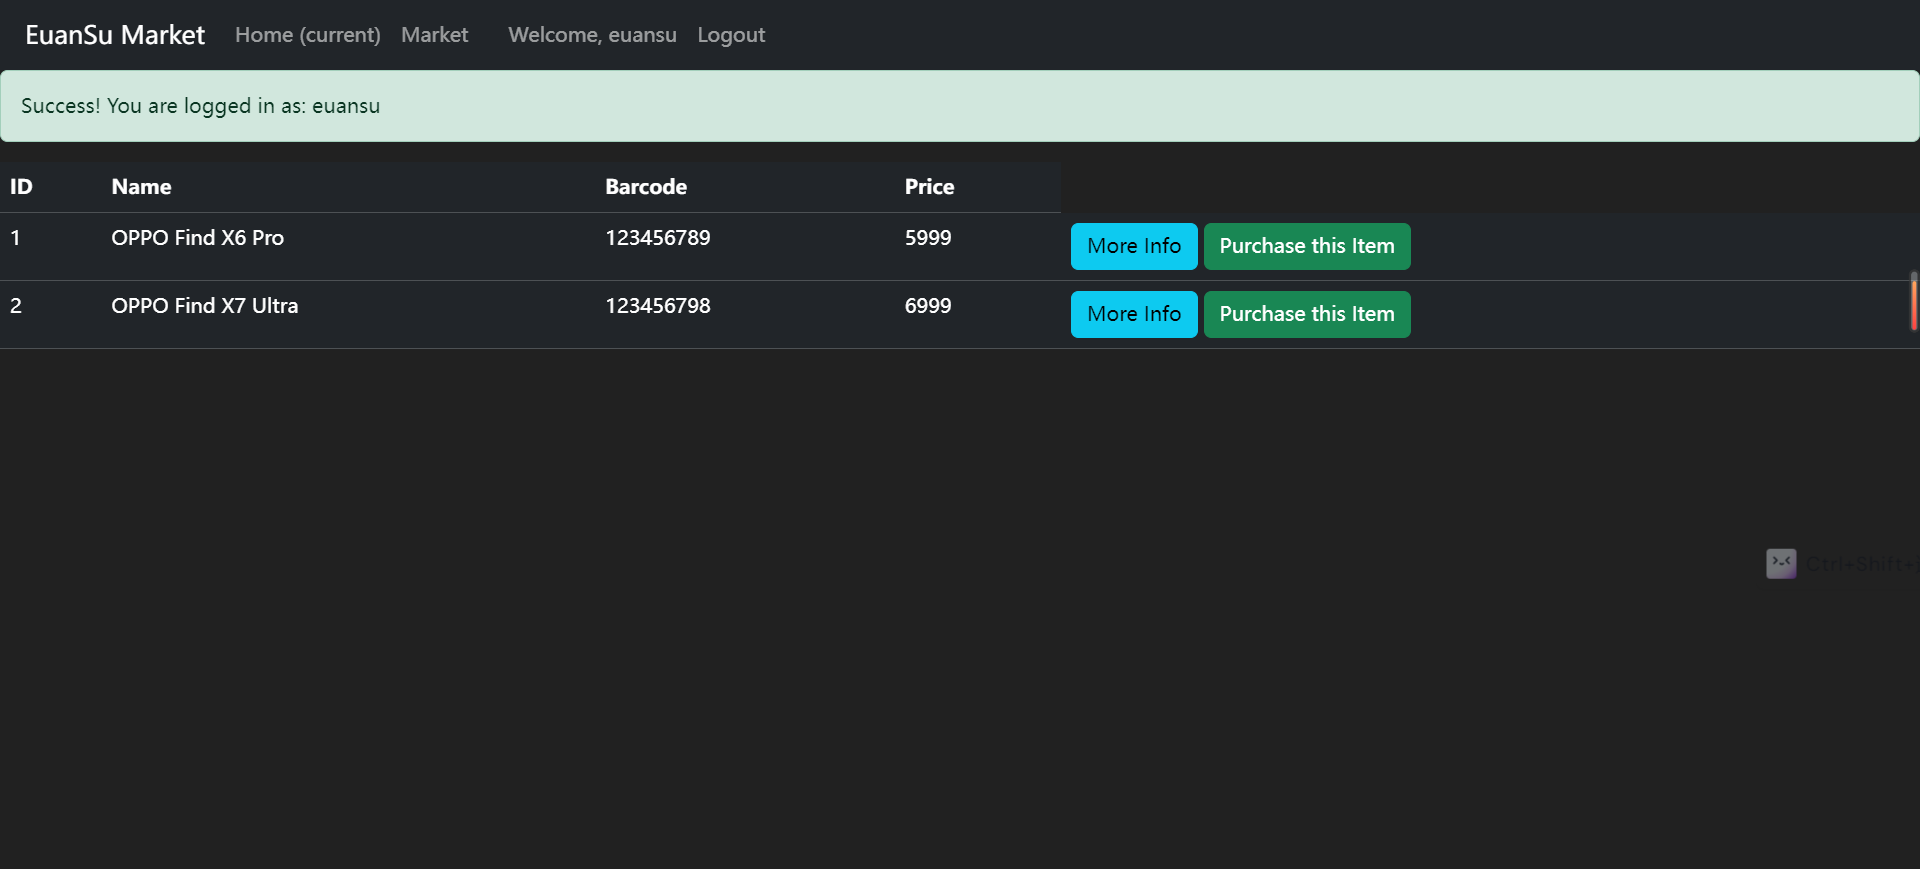 EuanSu Market Home (current) Market Welcome, euansu Logout
Success! You are logged in as: euansu
ID Name Barcode Price
1 OPPO Find X6 Pro 123456789 5999 More Info Purchase this Item
2 OPPO Find X7 Ultra 123456798 6999 More Info Purchase this Item
Ctrl+Shift+